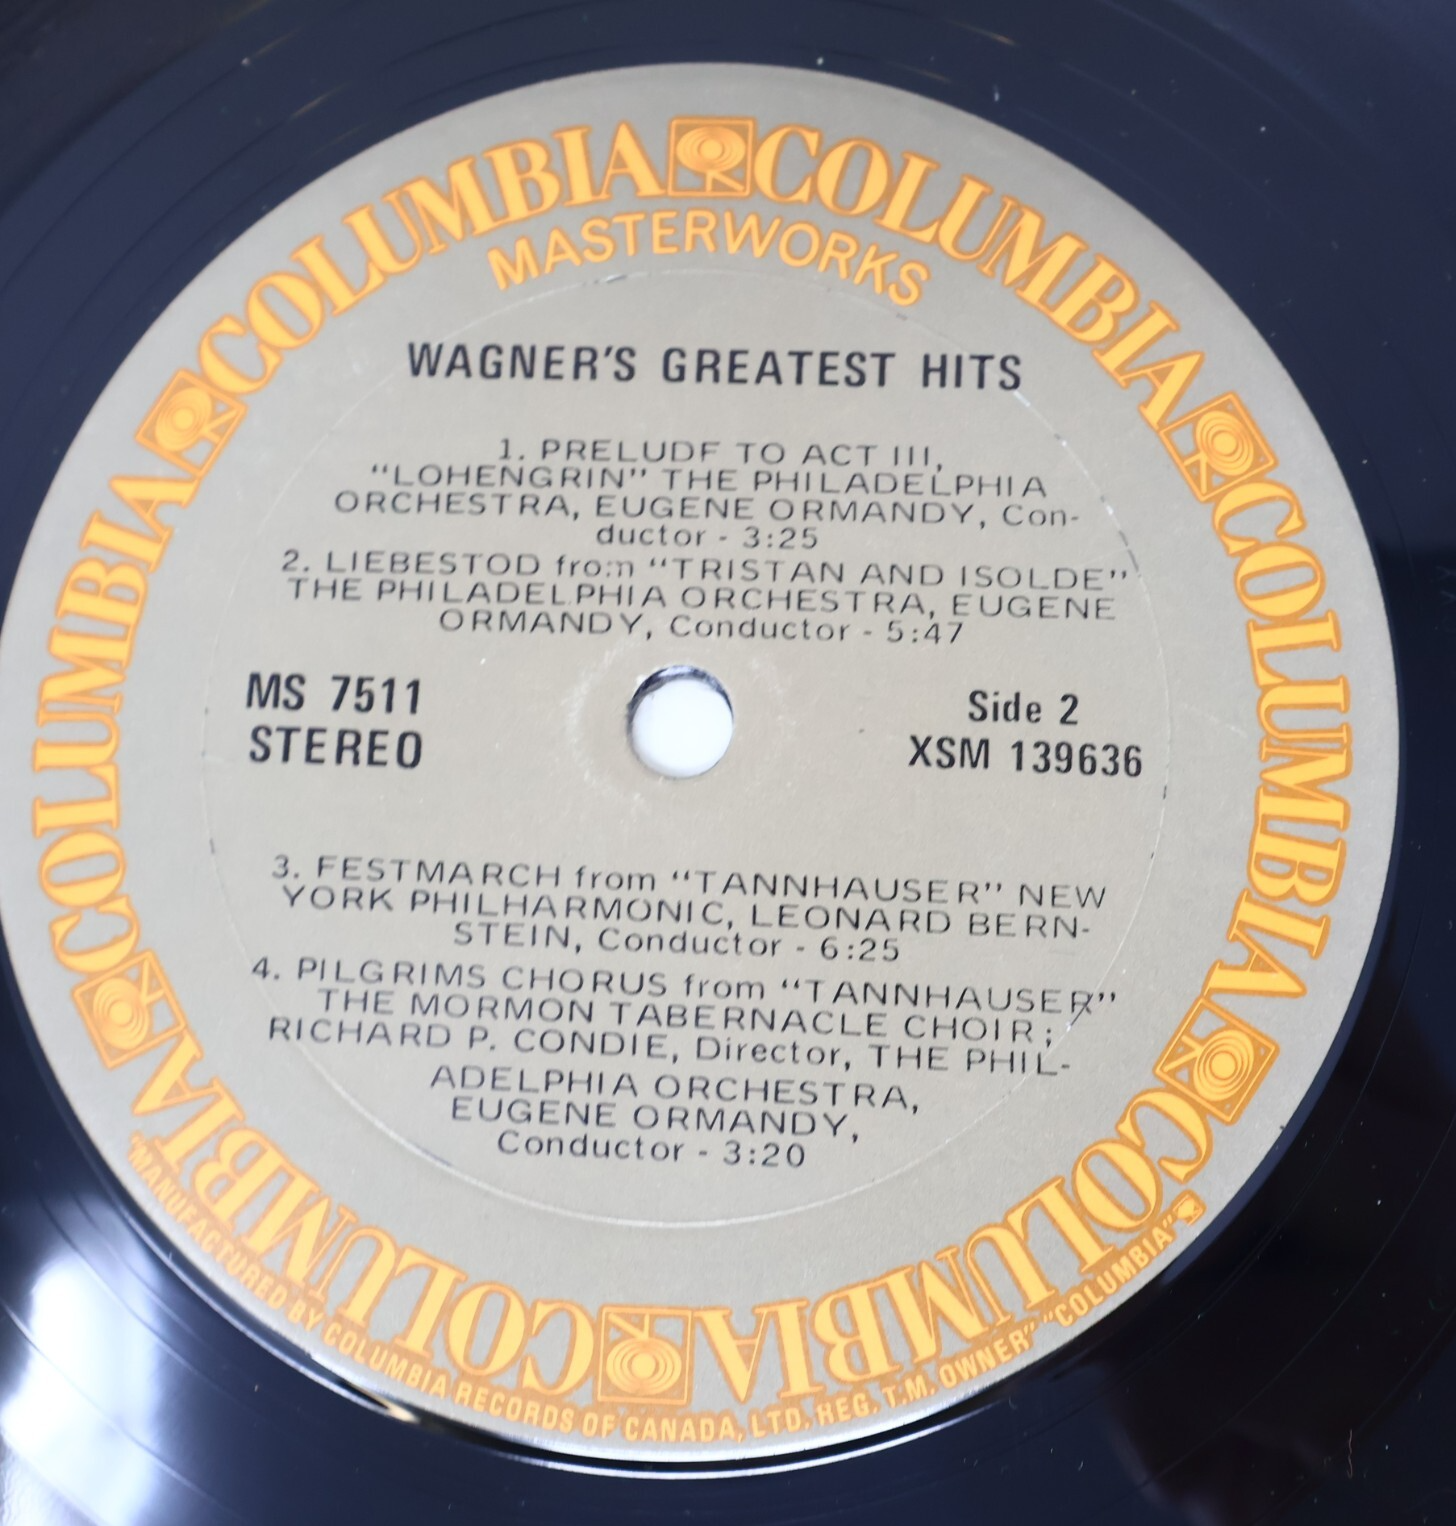 COLUMBIA COLUMBIA COLUMBIA COLUMBIA COLUMBIA COLUMBIA
MASTERWORKS
WAGNER'S GREATEST HITS
1. PRELUDE TO ACT III,
"LOHENGRIN" THE PHILADELPHIA
ORCHESTRA, EUGENE ORMANDY, Con-
ductor - 3:25
2. LIEBESTOD from "TRISTAN AND ISOLDE"
THE PHILADELPHIA ORCHESTRA, EUGENE
ORMANDY, Conductor - 5:47
MS 7511
STEREO
Side 2
XSM 139636
3. FESTMARCH from "TANNHAUSER" NEW
YORK PHILHARMONIC, LEONARD BERN-
STEIN, Conductor - 6:25
4. PILGRIMS CHORUS from "TANNHAUSER"
THE MORMON TABERNACLE CHOIR;
RICHARD P. CONDIE, Director, THE PHIL-
ADELPHIA ORCHESTRA,
EUGENE ORMANDY,
Conductor - 3:20
"MANUFACTURED BY COLUMBIA RECORDS OF CANADA, LTD. REG. T.M. OWNER" "COLUMBIA"